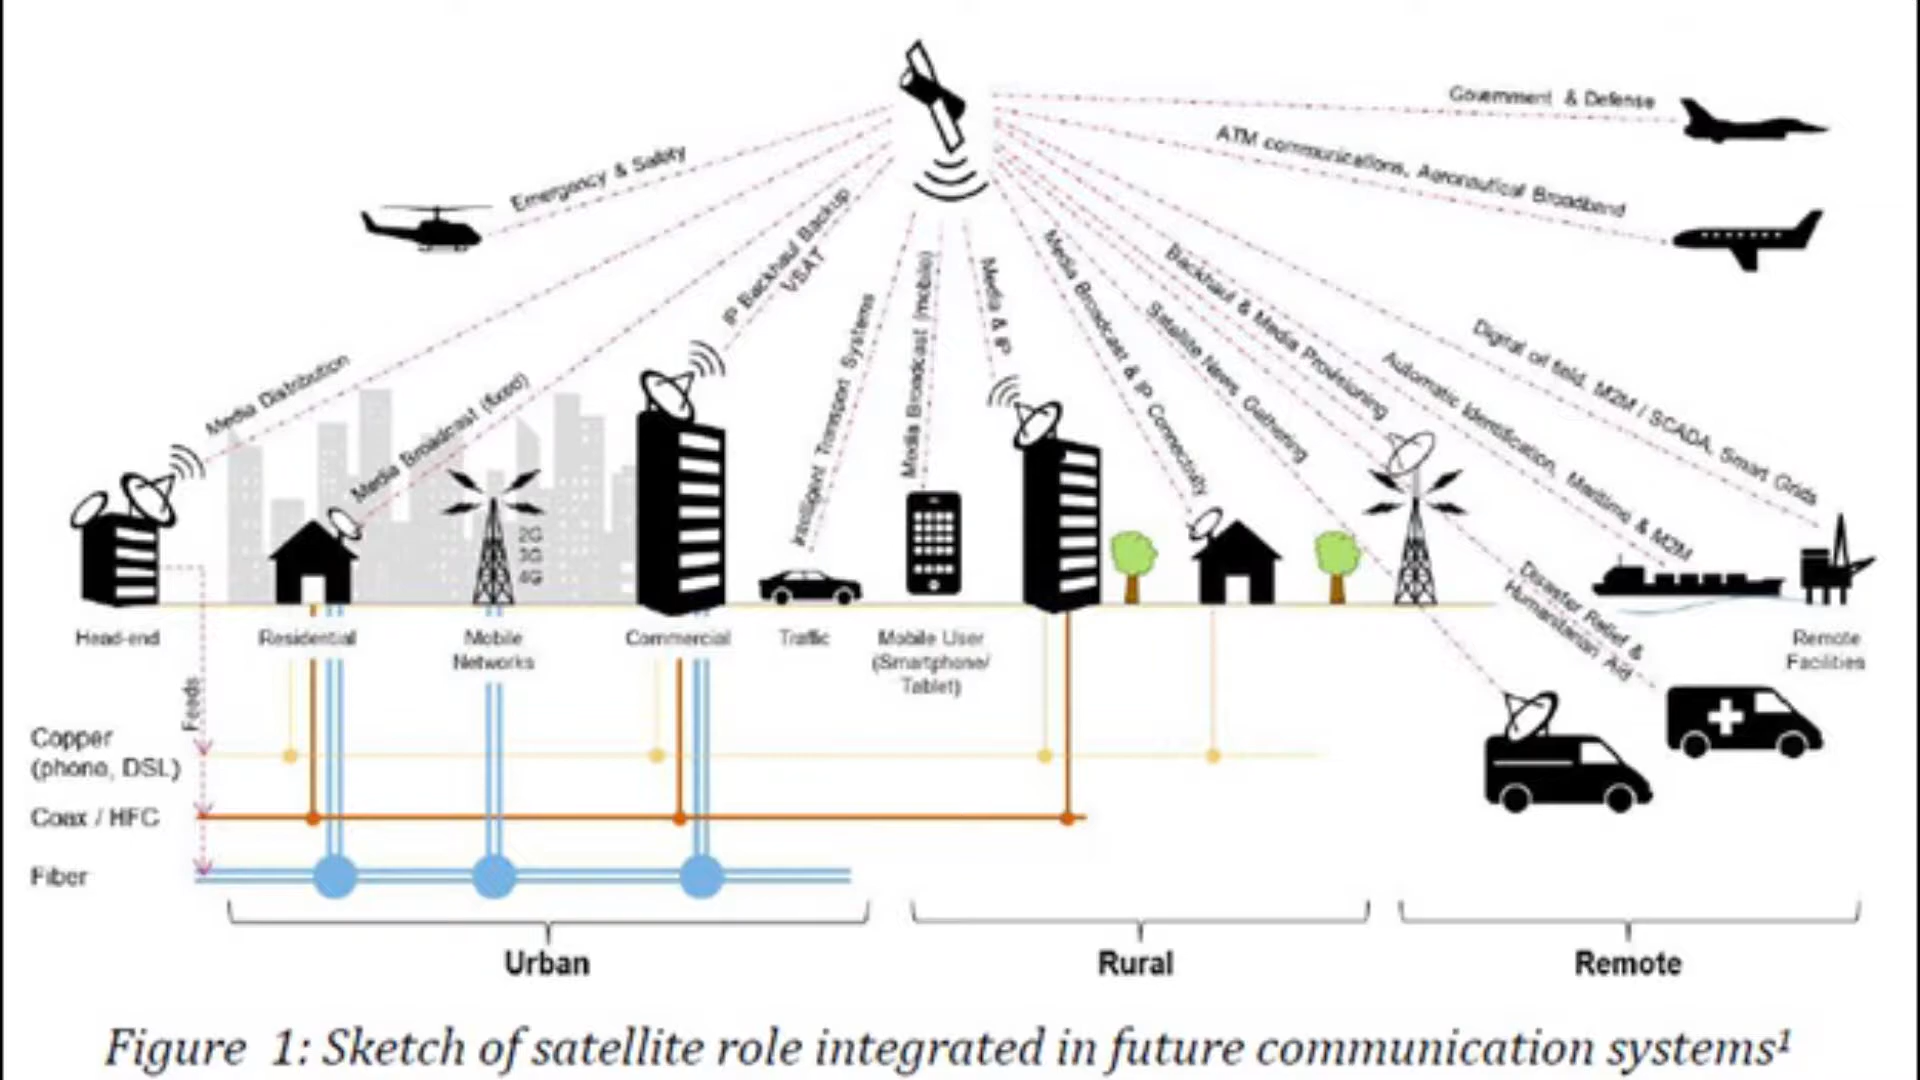 Government & Defense
ATM communications, Aeronautical Broadband
Emergency & Safety
IP Backhaul Backup
VSAT
Media Distribution
Media Broadcast (fixed)
Intelligent Transport Systems
Media Broadcast (mobile)
Media & IP
Media Broadcast & IP Connectivity
Satellite News Gathering
Backhaul & Media Provisioning
Automatic Identification, Maritime & M2M
Digital oil field, M2M / SCADA, Smart Grids
Disaster Relief &
Humanitarian Aid
2G
3G
4G
Head-end
Residential
Mobile
Networks
Commercial
Traffic
Mobile User
(Smartphone/
Tablet)
Remote
Facilities
Feeds
Copper
(phone, DSL)
Coax / HFC
Fiber
Urban
Rural
Remote
Figure 1: Sketch of satellite role integrated in future communication systems¹